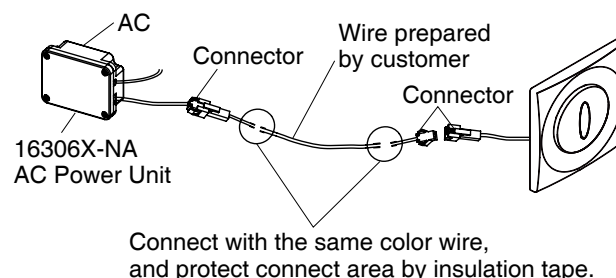 AC
Connector
Wire prepared
by customer
Connector
16306X-NA
AC Power Unit
Connect with the same color wire,
and protect connect area by insulation tape.